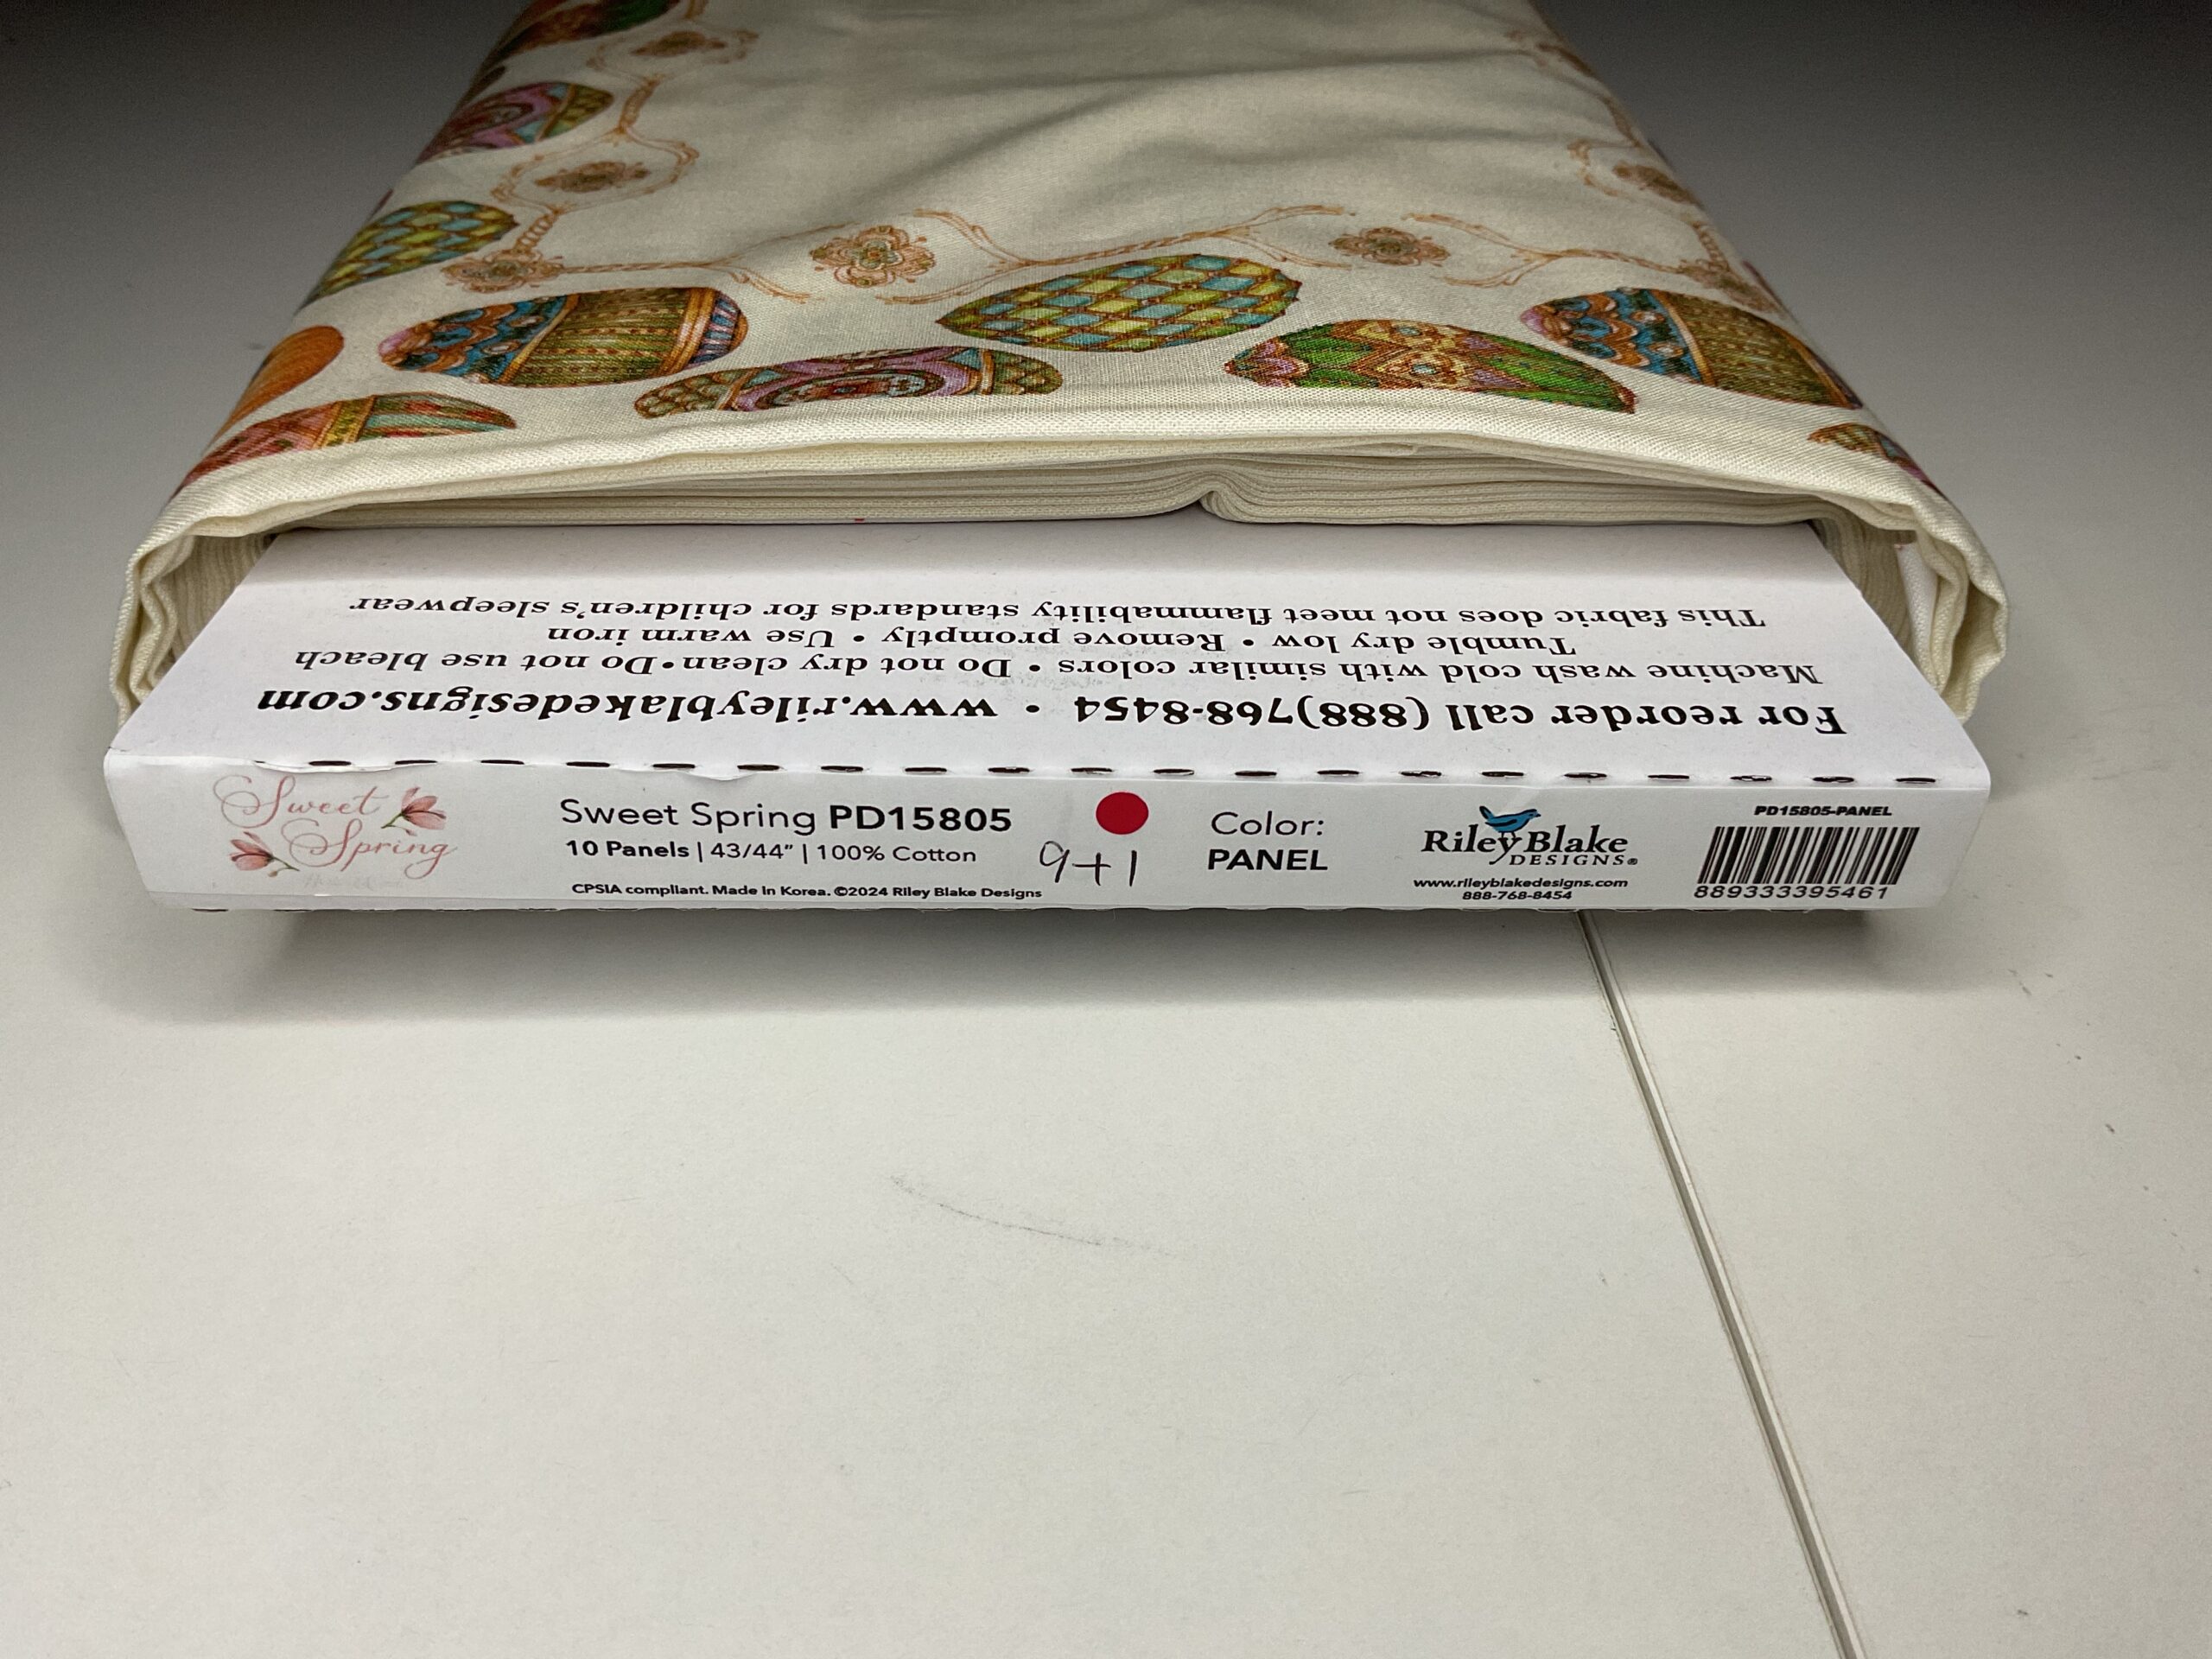 For reorder call (888)768-8454 • www.rileyblakedesigns.com
Machine wash cold with similar colors • Do not dry clean•Do not use bleach
Tumble dry low • Remove promptly • Use warm iron
This fabric does not meet flammability standards for children's sleepwear
Sweet
Spring
Sweet Spring PD15805
10 Panels | 43/44" | 100% Cotton
CPSIA compliant. Made In Korea. ©2024 Riley Blake Designs
9+1
Color:
PANEL
Riley Blake
DESIGNS®
www.rileyblakedesigns.com
888-768-8454
PD15805-PANEL
889333395461